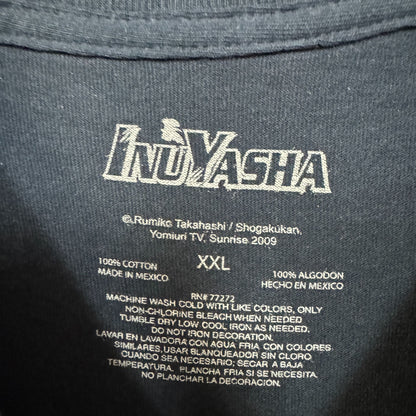 INUYASHA
© Rumiko Takahashi / Shogakukan,
Yomiuri TV, Sunrise 2009
100% COTTON
MADE IN MEXICO
XXL
100% ALGODON
HECHO EN MEXICO
RN# 77272
MACHINE WASH COLD WITH LIKE COLORS, ONLY
NON-CHLORINE BLEACH WHEN NEEDED
TUMBLE DRY LOW COOL IRON AS NEEDED.
DO NOT IRON DECORATION.
LAVAR EN LAVADORA CON AGUA FRIA CON COLORES
SIMILARES, USAR BLANQUEADOR SIN CLORO,
CUANDO SEA NECESARIO; SECAR A BAJA
TEMPERATURA. PLANCHA FRIA SI SE NECESITA.
NO PLANCHAR LA DECORACION.